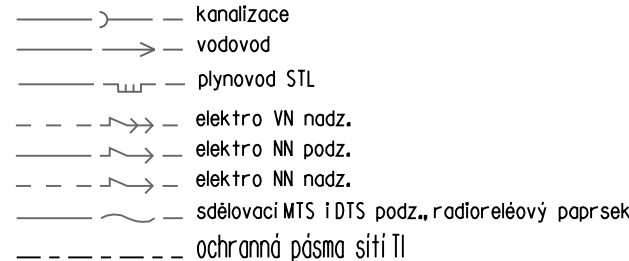 kanalizace
vodovod
plynovod STL
elektro VN nadz.
elektro NN podz.
elektro NN nadz.
sdělovací MTS i DTS podz., radioreléový paprsek
ochranná pásma sítí TI